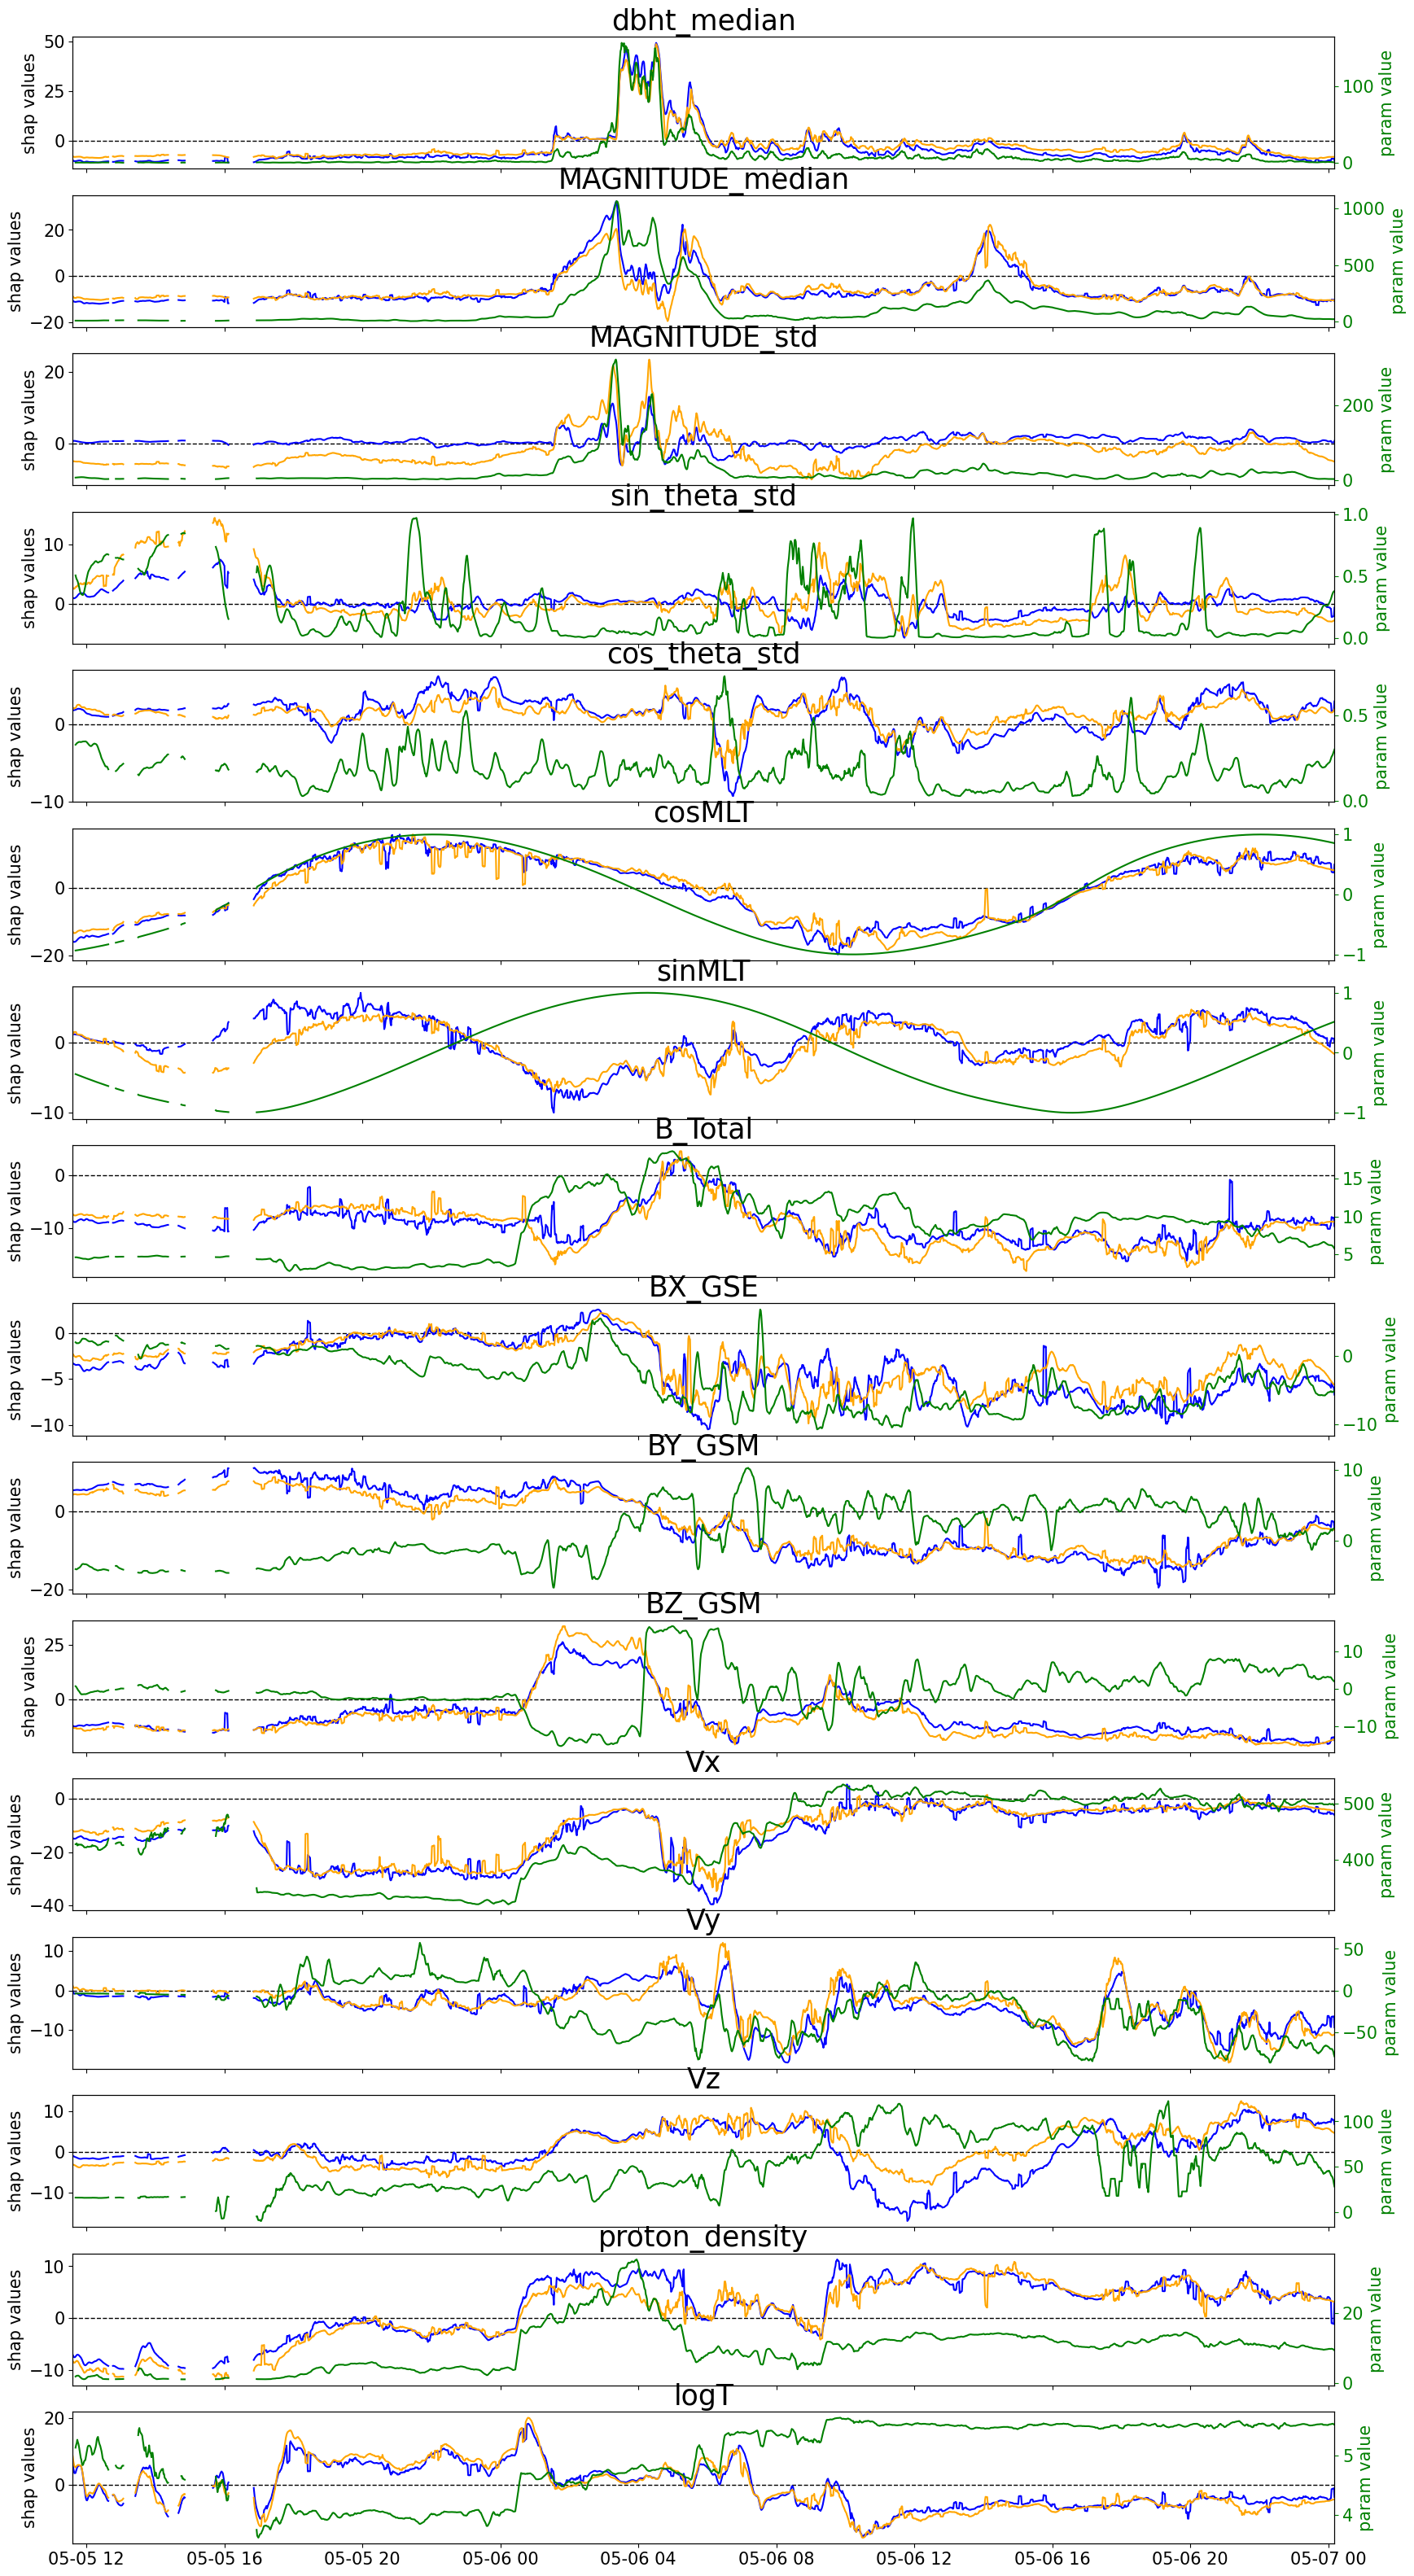 dbht_median
50
25
0
shap values
100
0
param value
MAGNITUDE_median
20
0
−20
shap values
1000
500
0
param value
MAGNITUDE_std
20
0
shap values
200
0
param value
sin_theta_std
10
0
shap values
1.0
0.5
0.0
param value
cos_theta_std
0
−10
shap values
0.5
0.0
param value
cosMLT
0
−20
shap values
1
0
−1
param value
sinMLT
0
−10
shap values
1
0
−1
param value
B_Total
0
−10
shap values
15
10
5
param value
BX_GSE
0
−5
−10
shap values
0
−10
param value
BY_GSM
0
−20
shap values
10
0
param value
BZ_GSM
25
0
shap values
10
0
−10
param value
Vx
0
−20
−40
shap values
500
400
param value
Vy
10
0
−10
shap values
50
0
−50
param value
Vz
10
0
−10
shap values
100
50
0
param value
proton_density
10
0
−10
shap values
20
0
param value
logT
20
0
shap values
5
4
param value
05-05 12 05-05 16 05-05 20 05-06 00 05-06 04 05-06 08 05-06 12 05-06 16 05-06 20 05-07 00